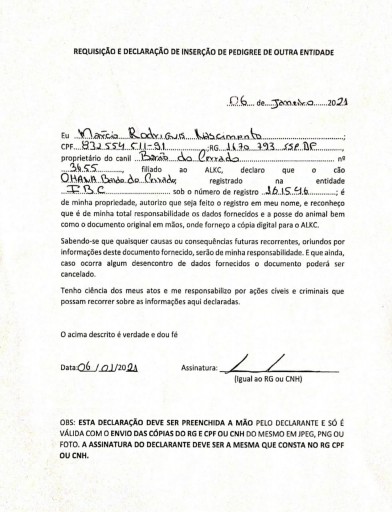 REQUISIÇÃO E DECLARAÇÃO DE INSERÇÃO DE PEDIGREE DE OUTRA ENTIDADE
06 de Janeiro 2021
Eu Márcio Rodrigues Nascimento;
CPF 832 554 511-91 ;RG 1670 793 SSP DF,
proprietário do canil Barão do Cerrado nº
3655, filiado ao ALKC, declaro que o cão
OHANA Barão do Cerrado, registrado na entidade
IBC sob o número de registro 16.15.416; é
de minha propriedade, autorizo que seja feito o registro em meu nome, e reconheço
que é de minha total responsabilidade os dados fornecidos e a posse do animal bem
como o documento original em mãos, onde forneço a cópia digital para o ALKC.
Sabendo-se que quaisquer causas ou consequências futuras recorrentes, oriundos por
informações deste documento fornecido, serão de minha responsabilidade. E que ainda,
caso ocorra algum desencontro de dados fornecidos o documento poderá ser
cancelado.
Tenho ciência dos meus atos e me responsabilizo por ações cíveis e criminais que
possam recorrer sobre as informações aqui declaradas.
O acima descrito é verdade e dou fé
Data:06/01/2021 Assinatura:
(Igual ao RG ou CNH)
OBS: ESTA DECLARAÇÃO DEVE SER PREENCHIDA A MÃO PELO DECLARANTE E SÓ É
VÁLIDA COM O ENVIO DAS CÓPIAS DO RG E CPF OU CNH DO MESMO EM JPEG, PNG OU
FOTO. A ASSINATURA DO DECLARANTE DEVE SER A MESMA QUE CONSTA NO RG CPF
OU CNH.